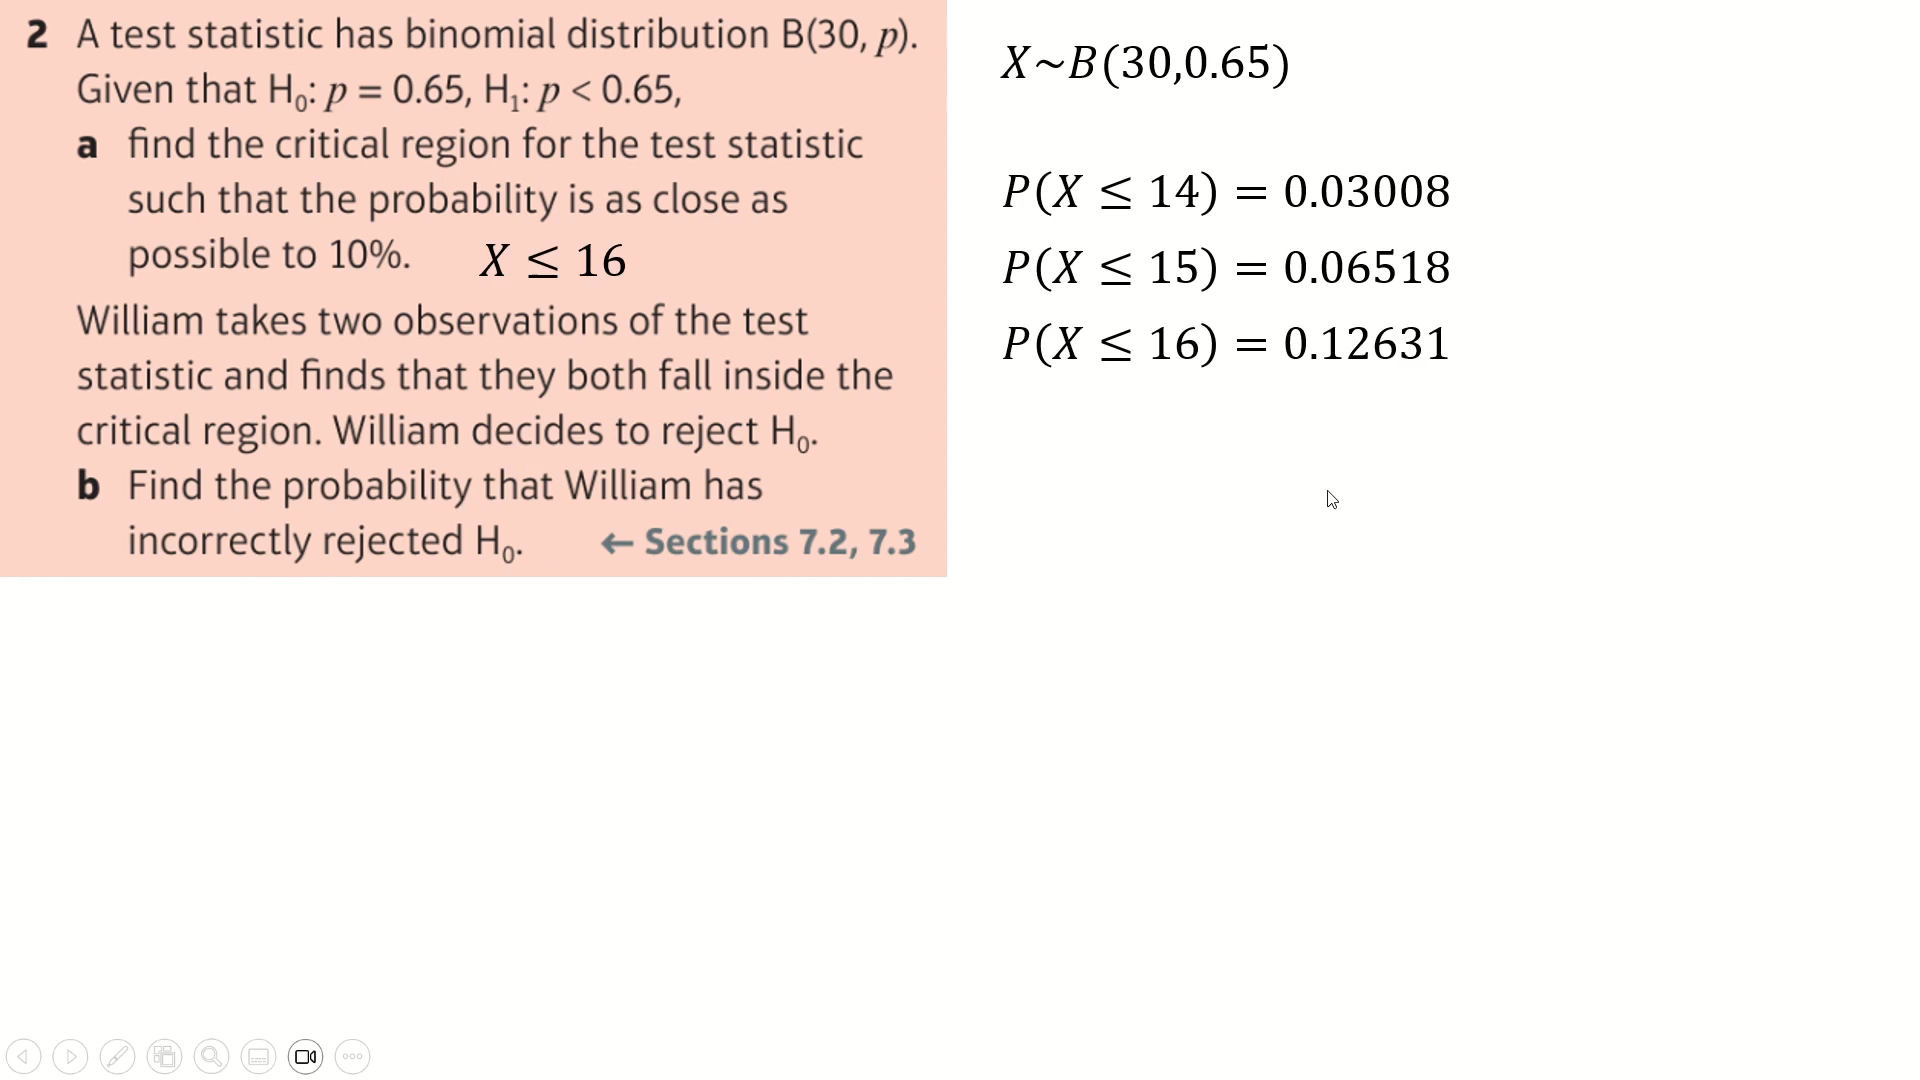 2 A test statistic has binomial distribution B(30, p).
Given that H₀: p = 0.65, H₁: p < 0.65,
a find the critical region for the test statistic
such that the probability is as close as
possible to 10%. X ≤ 16
William takes two observations of the test
statistic and finds that they both fall inside the
critical region. William decides to reject H₀.
b Find the probability that William has
incorrectly rejected H₀. ← Sections 7.2, 7.3
X~B(30,0.65)
P(X ≤ 14) = 0.03008
P(X ≤ 15) = 0.06518
P(X ≤ 16) = 0.12631